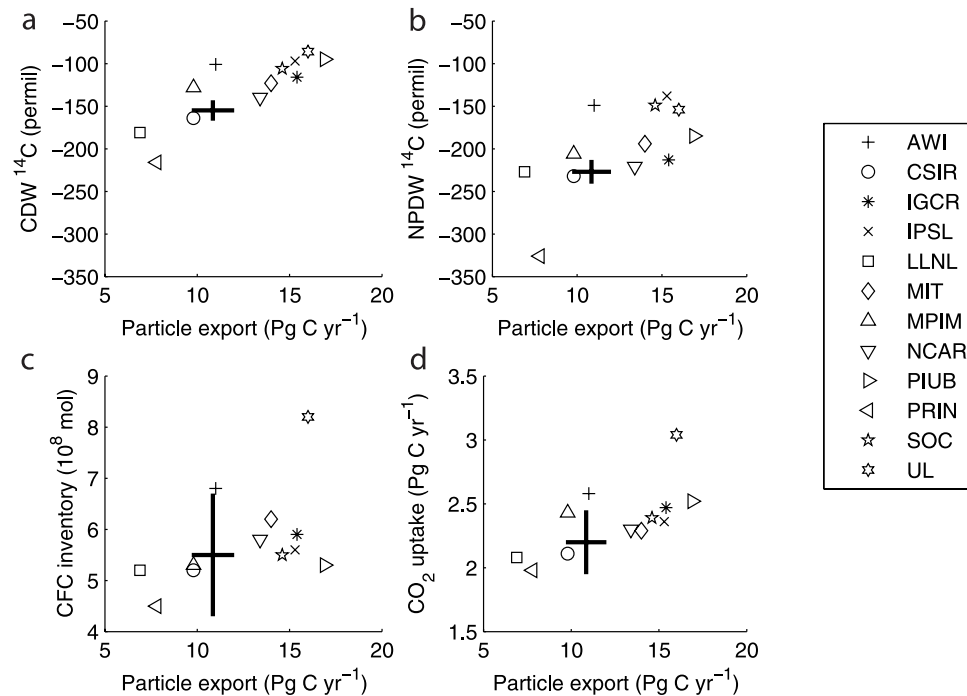 a
−50
−100
−150
−200
−250
−300
−350
CDW ¹⁴C (permil)
5 10 15 20
Particle export (Pg C yr⁻¹)
b
−50
−100
−150
−200
−250
−300
−350
NPDW ¹⁴C (permil)
5 10 15 20
Particle export (Pg C yr⁻¹)
c
9
8
7
6
5
4
CFC inventory (10⁸ mol)
5 10 15 20
Particle export (Pg C yr⁻¹)
d
3.5
3
2.5
2
1.5
CO₂ uptake (Pg C yr⁻¹)
5 10 15 20
Particle export (Pg C yr⁻¹)
AWI
CSIR
IGCR
IPSL
LLNL
MIT
MPIM
NCAR
PIUB
PRIN
SOC
UL